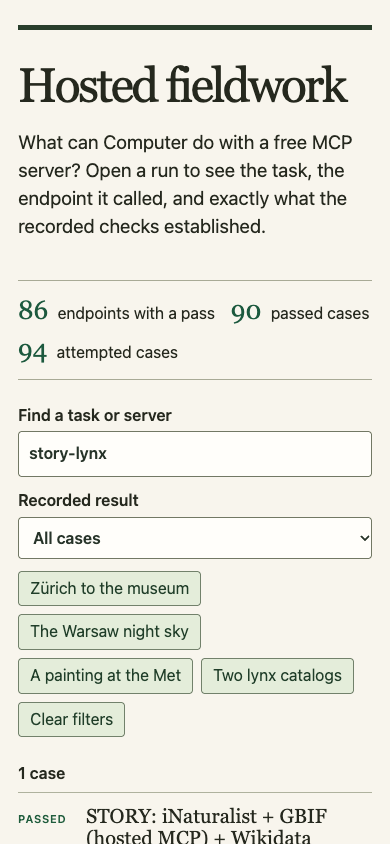 Hosted fieldwork
What can Computer do with a free MCP
server? Open a run to see the task, the
endpoint it called, and exactly what the
recorded checks established.
86 endpoints with a pass 90 passed cases
94 attempted cases
Find a task or server
story-lynx
Recorded result
All cases
Zürich to the museum
The Warsaw night sky
A painting at the Met Two lynx catalogs
Clear filters
1 case
PASSED STORY: iNaturalist + GBIF
(hosted MCP) + Wikidata